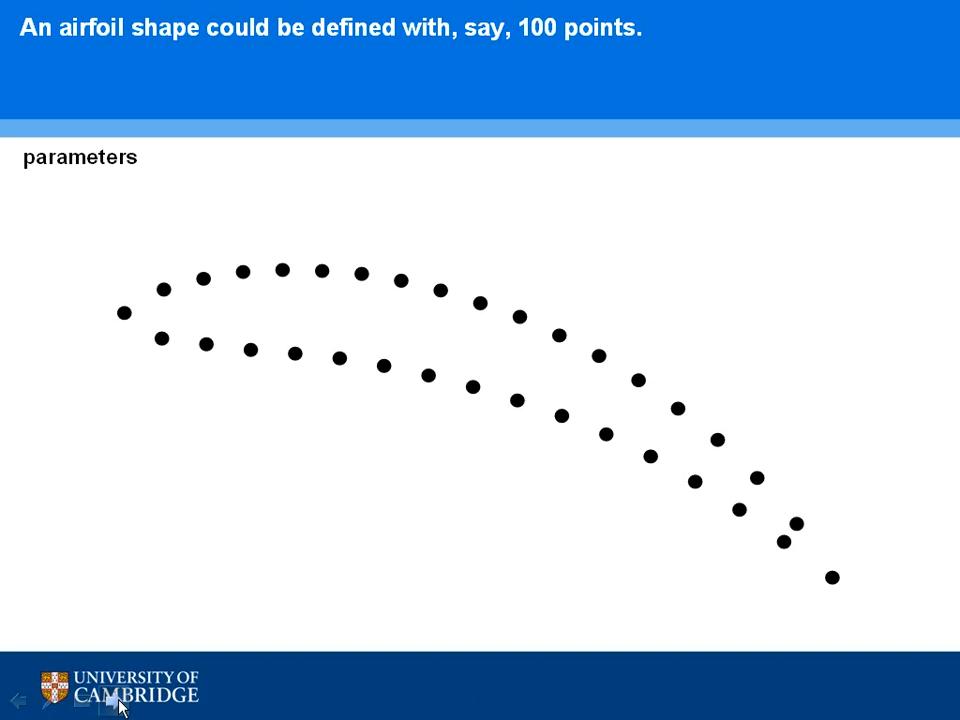 An airfoil shape could be defined with, say, 100 points.
parameters
UNIVERSITY OF
CAMBRIDGE